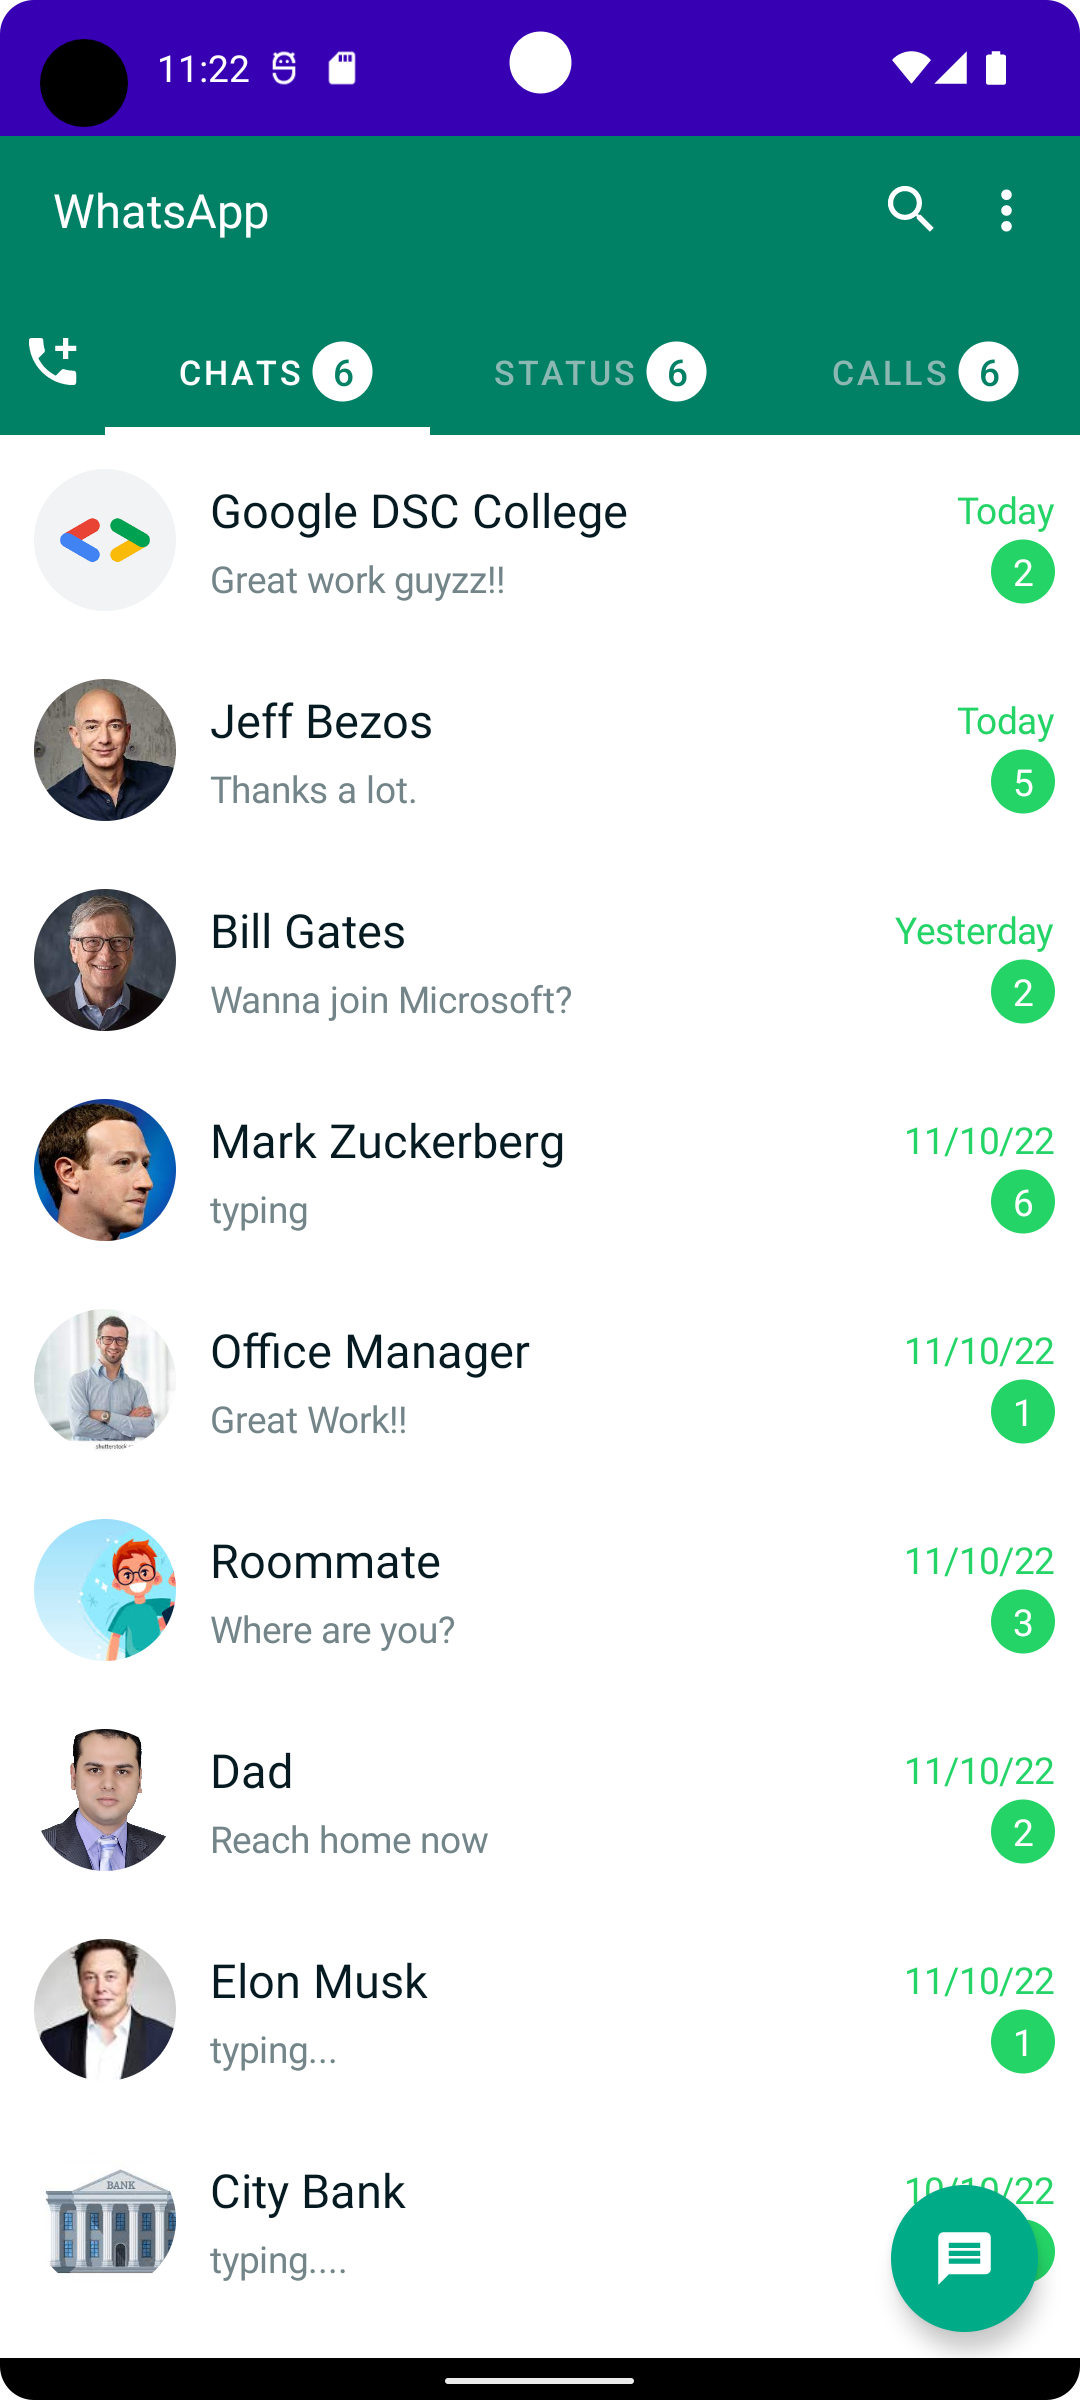 11:22
WhatsApp
CHATS 6 STATUS 6 CALLS 6
Google DSC College Today
Great work guyzz!! 2
Jeff Bezos Today
Thanks a lot. 5
Bill Gates Yesterday
Wanna join Microsoft? 2
Mark Zuckerberg 11/10/22
typing 6
Office Manager 11/10/22
Great Work!! 1
shutterstock
Roommate 11/10/22
Where are you? 3
Dad 11/10/22
Reach home now 2
Elon Musk 11/10/22
typing... 1
BANK
City Bank 10/10/22
typing....